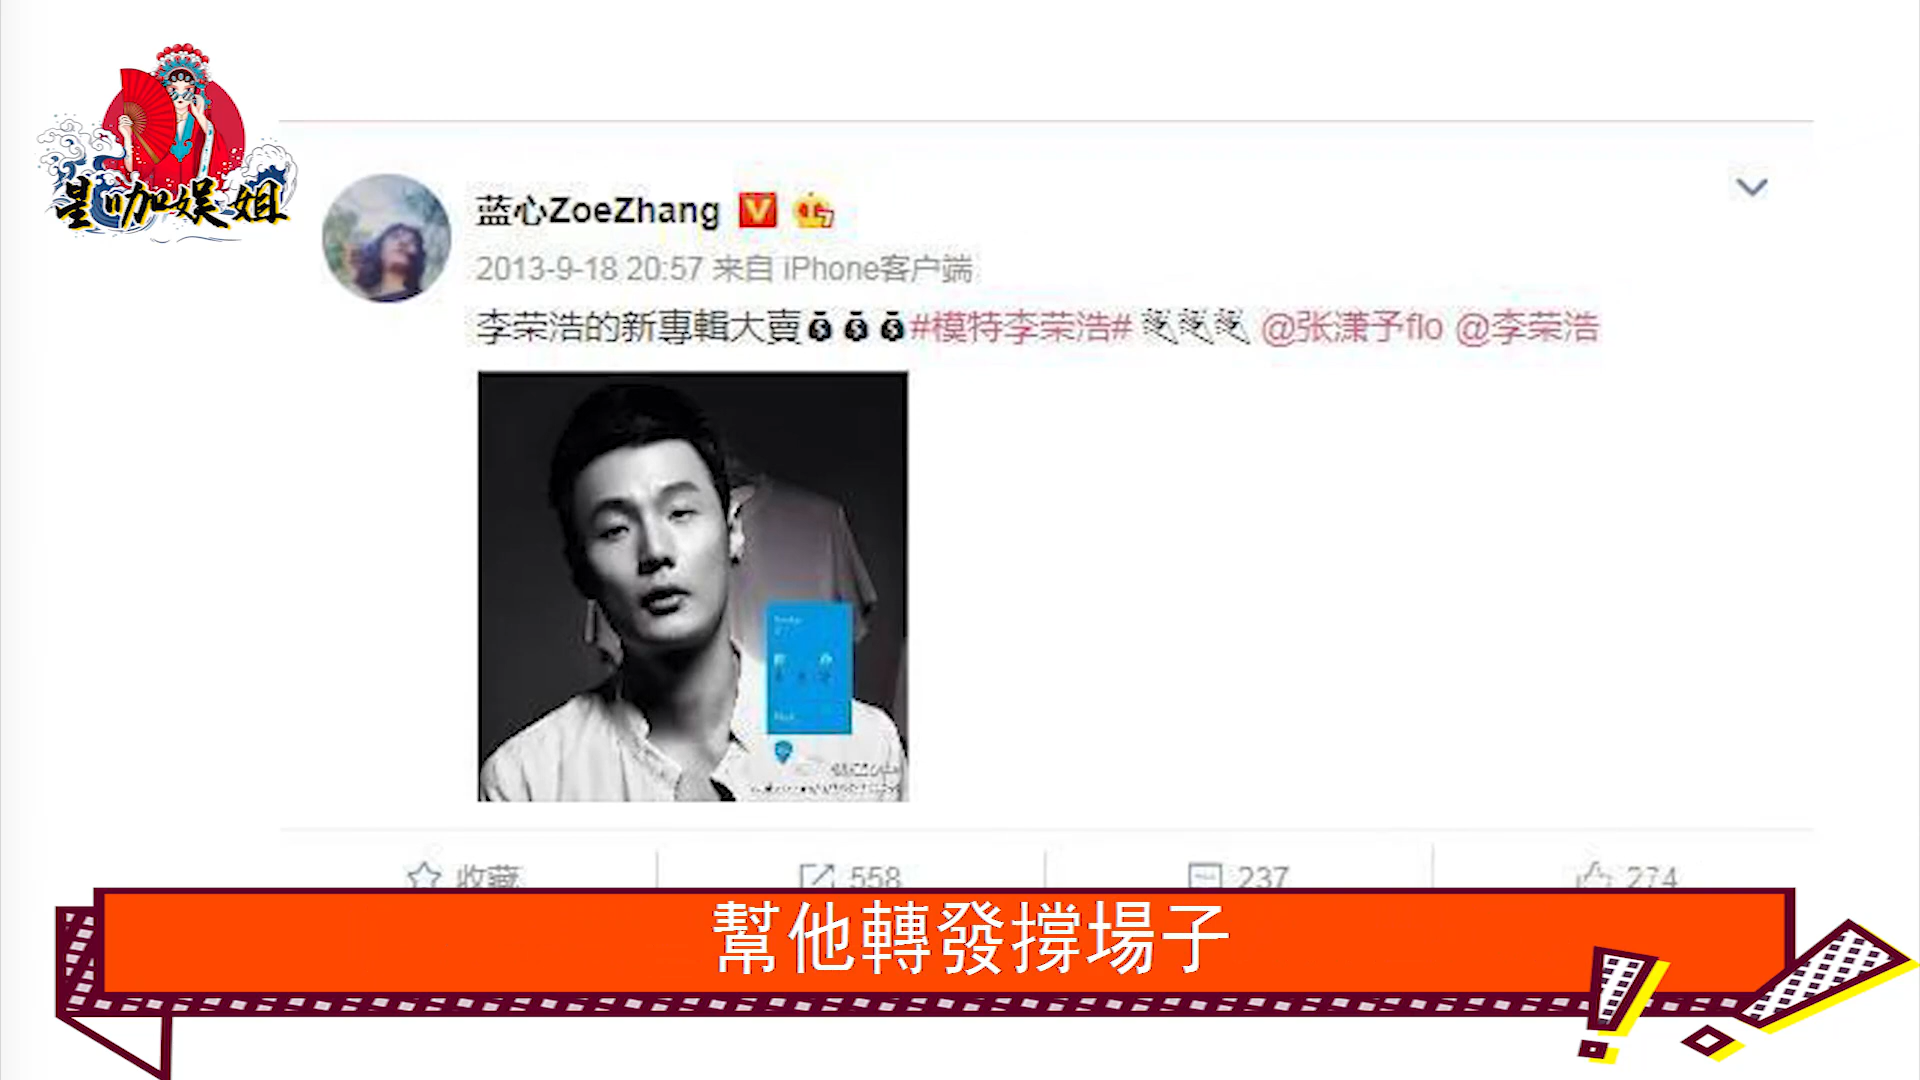 星咖娱姐
蓝心ZoeZhang
2013-9-18 20:57 来自 iPhone客户端
李荣浩的新專輯大賣#模特李荣浩# @张潇予flo @李荣浩
收藏
558
237
274
幫他轉發撐場子